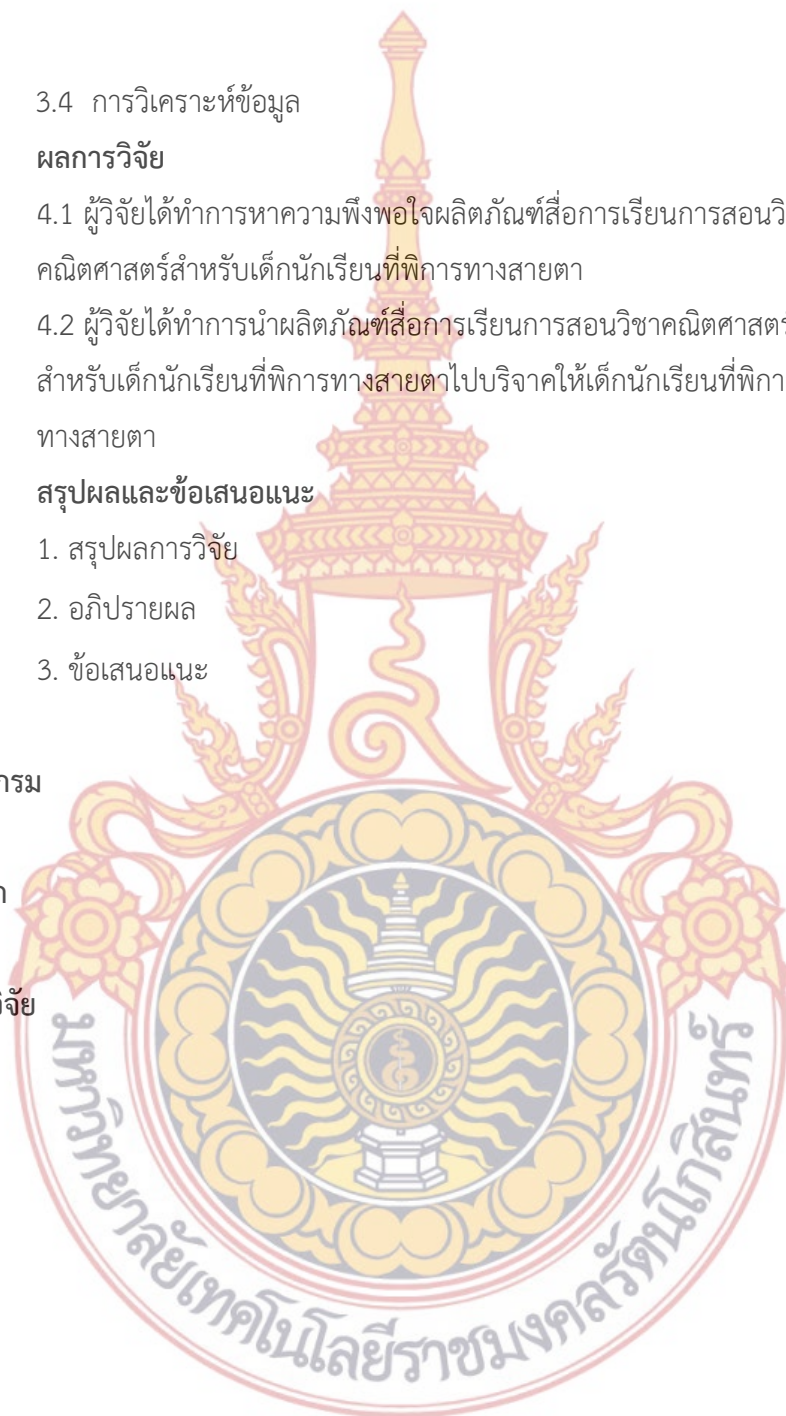 3.4 การวิเคราะห์ข้อมูล
ผลการวิจัย
4.1 ผู้วิจัยได้ทำการหาความพึงพอใจผลิตภัณฑ์สื่อการเรียนการสอนวิ
คณิตศาสตร์สำหรับเด็กนักเรียนที่พิการทางสายตา
4.2 ผู้วิจัยได้ทำการนำผลิตภัณฑ์สื่อการเรียนการสอนวิชาคณิตศาสตร
สำหรับเด็กนักเรียนที่พิการทางสายตาไปบริจาคให้เด็กนักเรียนที่พิกา
ทางสายตา
สรุปผลและข้อเสนอแนะ
1. สรุปผลการวิจัย
2. อภิปรายผล
3. ข้อเสนอแนะ
กรม
วิจัย
มหาวิทยาลัยเทคโนโลยีราชมงคลรัตนโกสินทร์